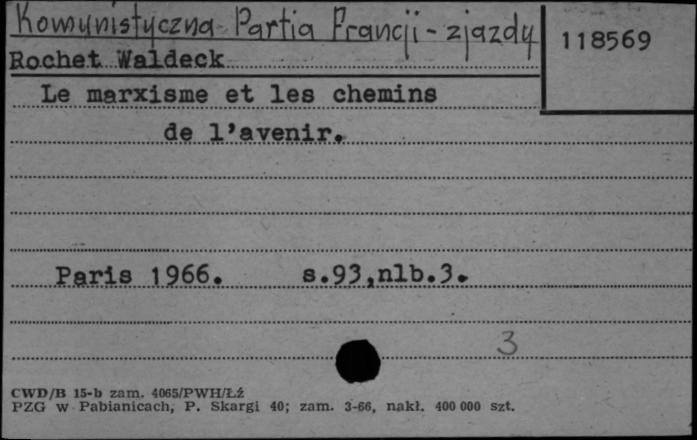 Komunistyczna Partia Francji - zjazdy
118569
Rochet Waldeck
Le marxisme et les chemins
de l'avenir.
Paris 1966. s.93,nlb.3.
3
CWD/B 15-b zam. 4065/PWH/Łź
PZG w Pabianicach, P. Skargi 40; zam. 3-66, nakł. 400 000 szt.